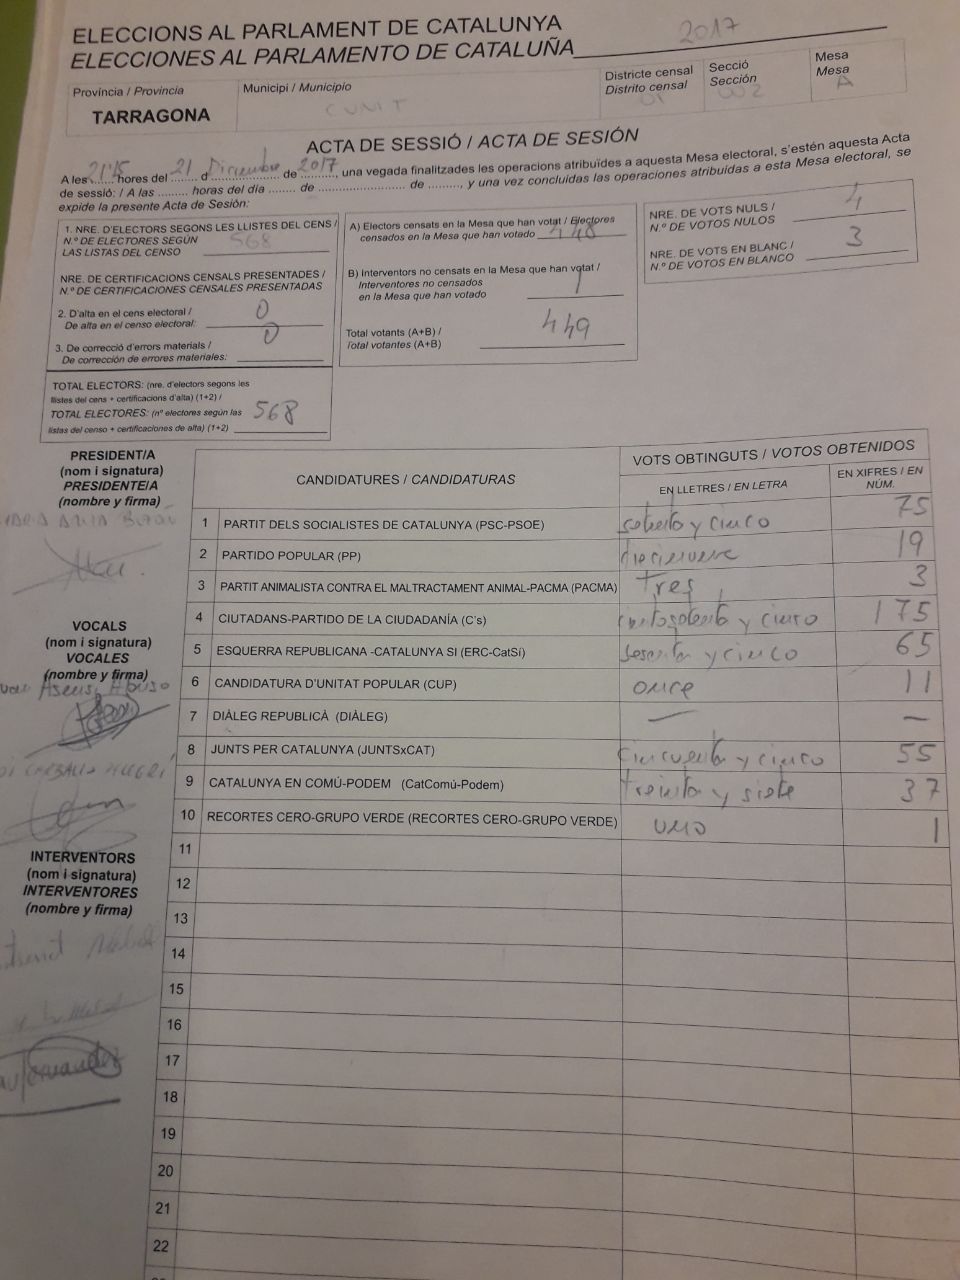 ELECCIONS AL PARLAMENT DE CATALUNYA
ELECCIONES AL PARLAMENTO DE CATALUÑA 2017
Província / Provincia
TARRAGONA
Municipi / Municipio
CUNIT
Districte censal
Distrito censal
01
Secció
Sección
002
Mesa
Mesa
A
ACTA DE SESSIÓ / ACTA DE SESIÓN
A les 21'15 hores del 21 d Diciembre de 2017, una vegada finalitzades les operacions atribuïdes a aquesta Mesa electoral, s'estén aquesta Acta
de sessió: / A las ......... horas del día ....... de ........................ de ........, y una vez concluidas las operaciones atribuidas a esta Mesa electoral, se
expide la presente Acta de Sesión:
1. NRE. D'ELECTORS SEGONS LES LLISTES DEL CENS /
N.º DE ELECTORES SEGÚN
LAS LISTAS DEL CENSO 568
NRE. DE CERTIFICACIONS CENSALS PRESENTADES /
N.º DE CERTIFICACIONES CENSALES PRESENTADAS
2. D'alta en el cens electoral /
De alta en el censo electoral: 0
3. De correcció d'errors materials /
De corrección de errores materiales: 0
TOTAL ELECTORS: (nre. d'electors segons les
llistes del cens + certificacions d'alta) (1+2) /
TOTAL ELECTORES: (nº electores según las
listas del censo + certificaciones de alta) (1+2) 568
A) Electors censats en la Mesa que han votat / Electores
censados en la Mesa que han votado 448
B) Interventors no censats en la Mesa que han votat /
Interventores no censados
en la Mesa que han votado 1
Total votants (A+B) /
Total votantes (A+B) 449
NRE. DE VOTS NULS /
N.º DE VOTOS NULOS 4
NRE. DE VOTS EN BLANC /
N.º DE VOTOS EN BLANCO 3
PRESIDENT/A
(nom i signatura)
PRESIDENTE/A
(nombre y firma)
VOCALS
(nom i signatura)
VOCALES
(nombre y firma)
INTERVENTORS
(nom i signatura)
INTERVENTORES
(nombre y firma)
CANDIDATURES / CANDIDATURAS
VOTS OBTINGUTS / VOTOS OBTENIDOS
EN LLETRES / EN LETRA
EN XIFRES / EN
NÚM.
1 PARTIT DELS SOCIALISTES DE CATALUNYA (PSC-PSOE) setenta y cinco 75
2 PARTIDO POPULAR (PP) diecinueve 19
3 PARTIT ANIMALISTA CONTRA EL MALTRACTAMENT ANIMAL-PACMA (PACMA) Tres 3
4 CIUTADANS-PARTIDO DE LA CIUDADANÍA (C's) y cinco 175
5 ESQUERRA REPUBLICANA -CATALUNYA SI (ERC-CatSí) sesenta y cinco 65
6 CANDIDATURA D'UNITAT POPULAR (CUP) once 11
7 DIÀLEG REPUBLICÀ (DIÀLEG) — —
8 JUNTS PER CATALUNYA (JUNTSxCAT) cincuenta y cinco 55
9 CATALUNYA EN COMÚ-PODEM (CatComú-Podem) treinta y siete 37
10 RECORTES CERO-GRUPO VERDE (RECORTES CERO-GRUPO VERDE) uno 1
11
12
13
14
15
16
17
18
19
20
21
22